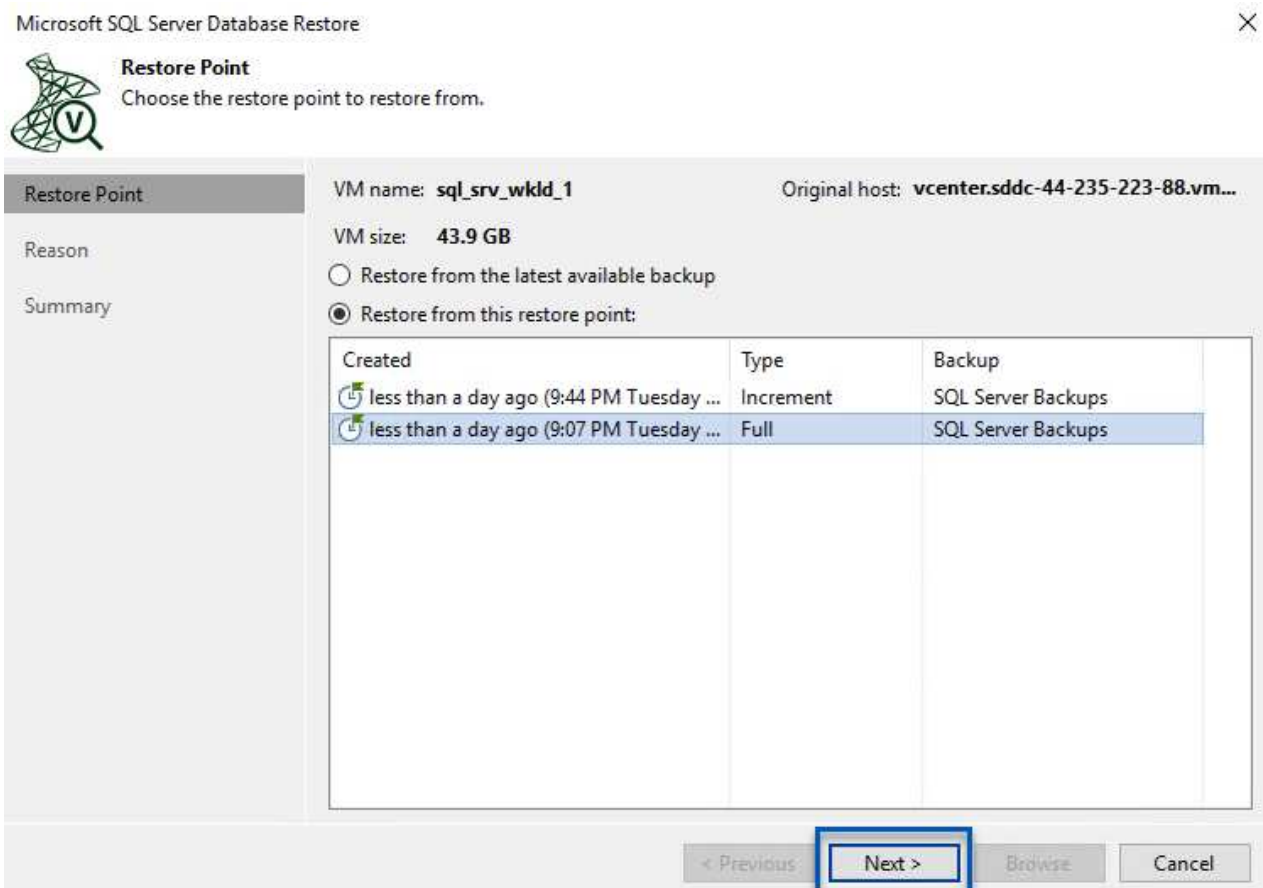 Microsoft SQL Server Database Restore
Restore Point
Choose the restore point to restore from.
Restore Point
Reason
Summary
VM name: sql_srv_wkld_1 Original host: vcenter.sddc-44-235-223-88.vm...
VM size: 43.9 GB
Restore from the latest available backup
Restore from this restore point:
Created Type Backup
less than a day ago (9:44 PM Tuesday ... Increment SQL Server Backups
less than a day ago (9:07 PM Tuesday ... Full SQL Server Backups
< Previous Next > Browse Cancel